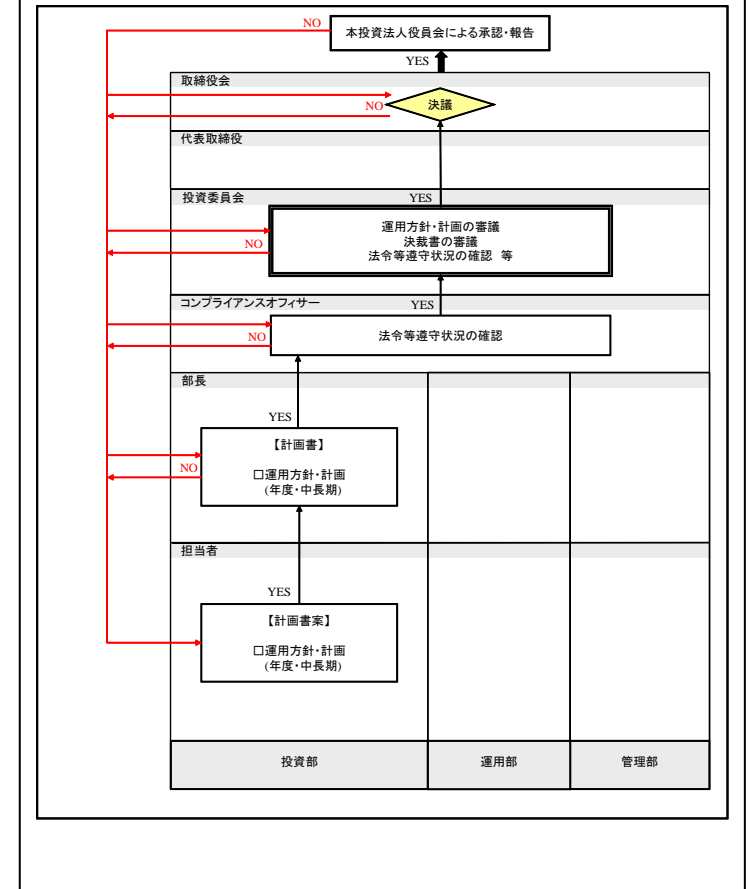 NO
本投資法人役員会による承認・報告
YES
取締役会
NO
決議
代表取締役
投資委員会
YES
運用方針・計画の審議
決裁書の審議
法令等遵守状況の確認 等
NO
コンプライアンスオフィサー
YES
NO
法令等遵守状況の確認
部長
YES
【計画書】
NO
□運用方針・計画
(年度・中長期)
担当者
YES
【計画書案】
□運用方針・計画
(年度・中長期)
投資部
運用部
管理部